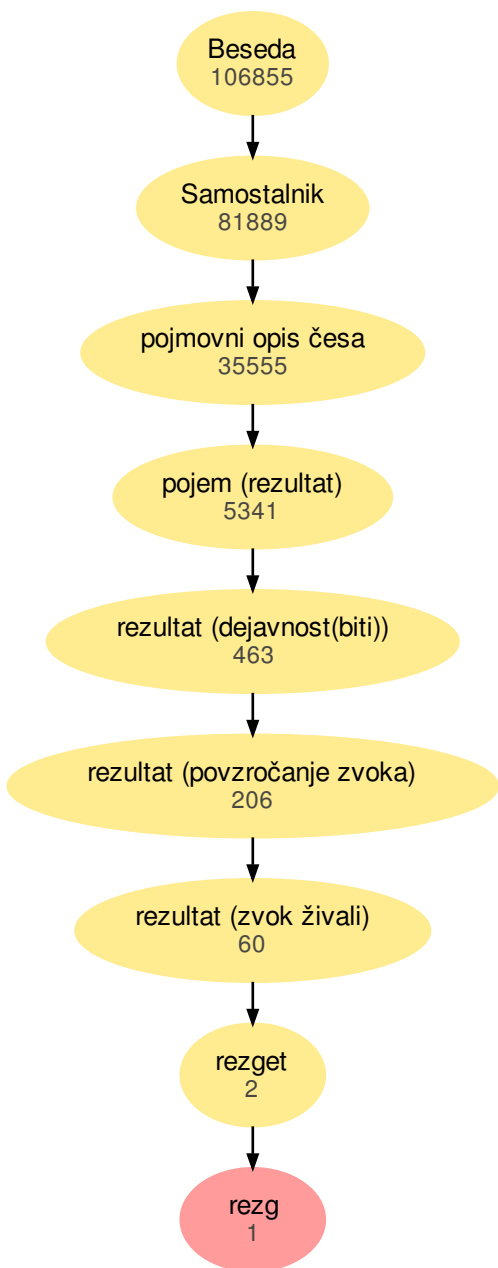 Beseda
106855
Samostalnik
81889
pojmovni opis česa
35555
pojem (rezultat)
5341
rezultat (dejavnost(biti))
463
rezultat (povzročanje zvoka)
206
rezultat (zvok živali)
60
rezget
2
rezg
1